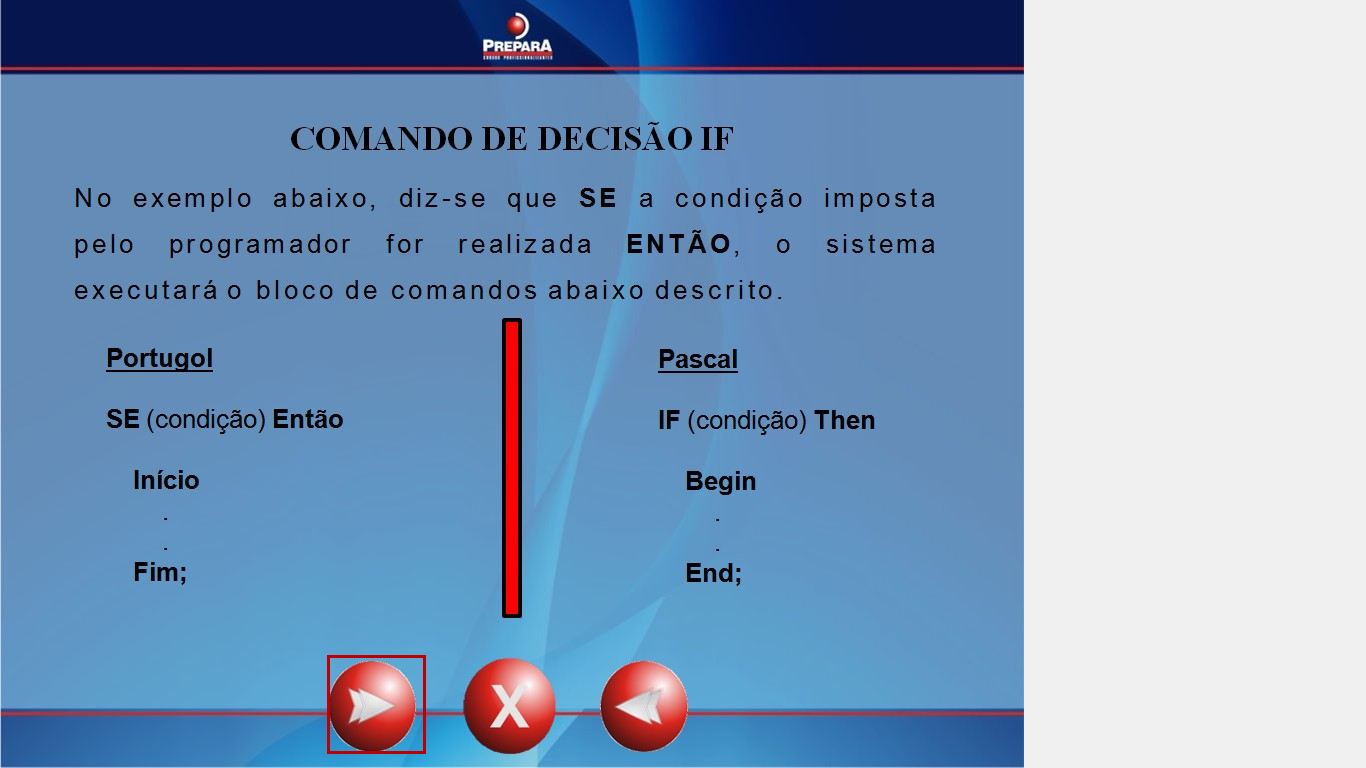 PREPARA
CURSOS PROFISSIONALIZANTES
COMANDO DE DECISÃO IF
No exemplo abaixo, diz-se que SE a condição imposta
pelo programador for realizada ENTÃO, o sistema
executará o bloco de comandos abaixo descrito.
Portugol
SE (condição) Então
Início
.
.
Fim;
Pascal
IF (condição) Then
Begin
.
.
End;
X